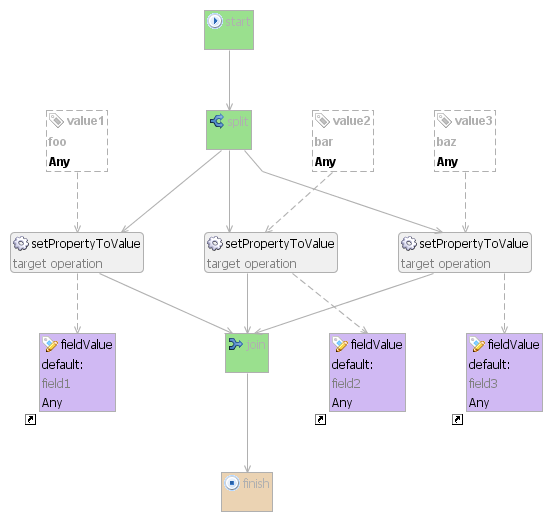 start
split
value1
foo
Any
value2
bar
Any
value3
baz
Any
setPropertyToValue
target operation
setPropertyToValue
target operation
setPropertyToValue
target operation
fieldValue
default:
field1
Any
join
fieldValue
default:
field2
Any
fieldValue
default:
field3
Any
finish